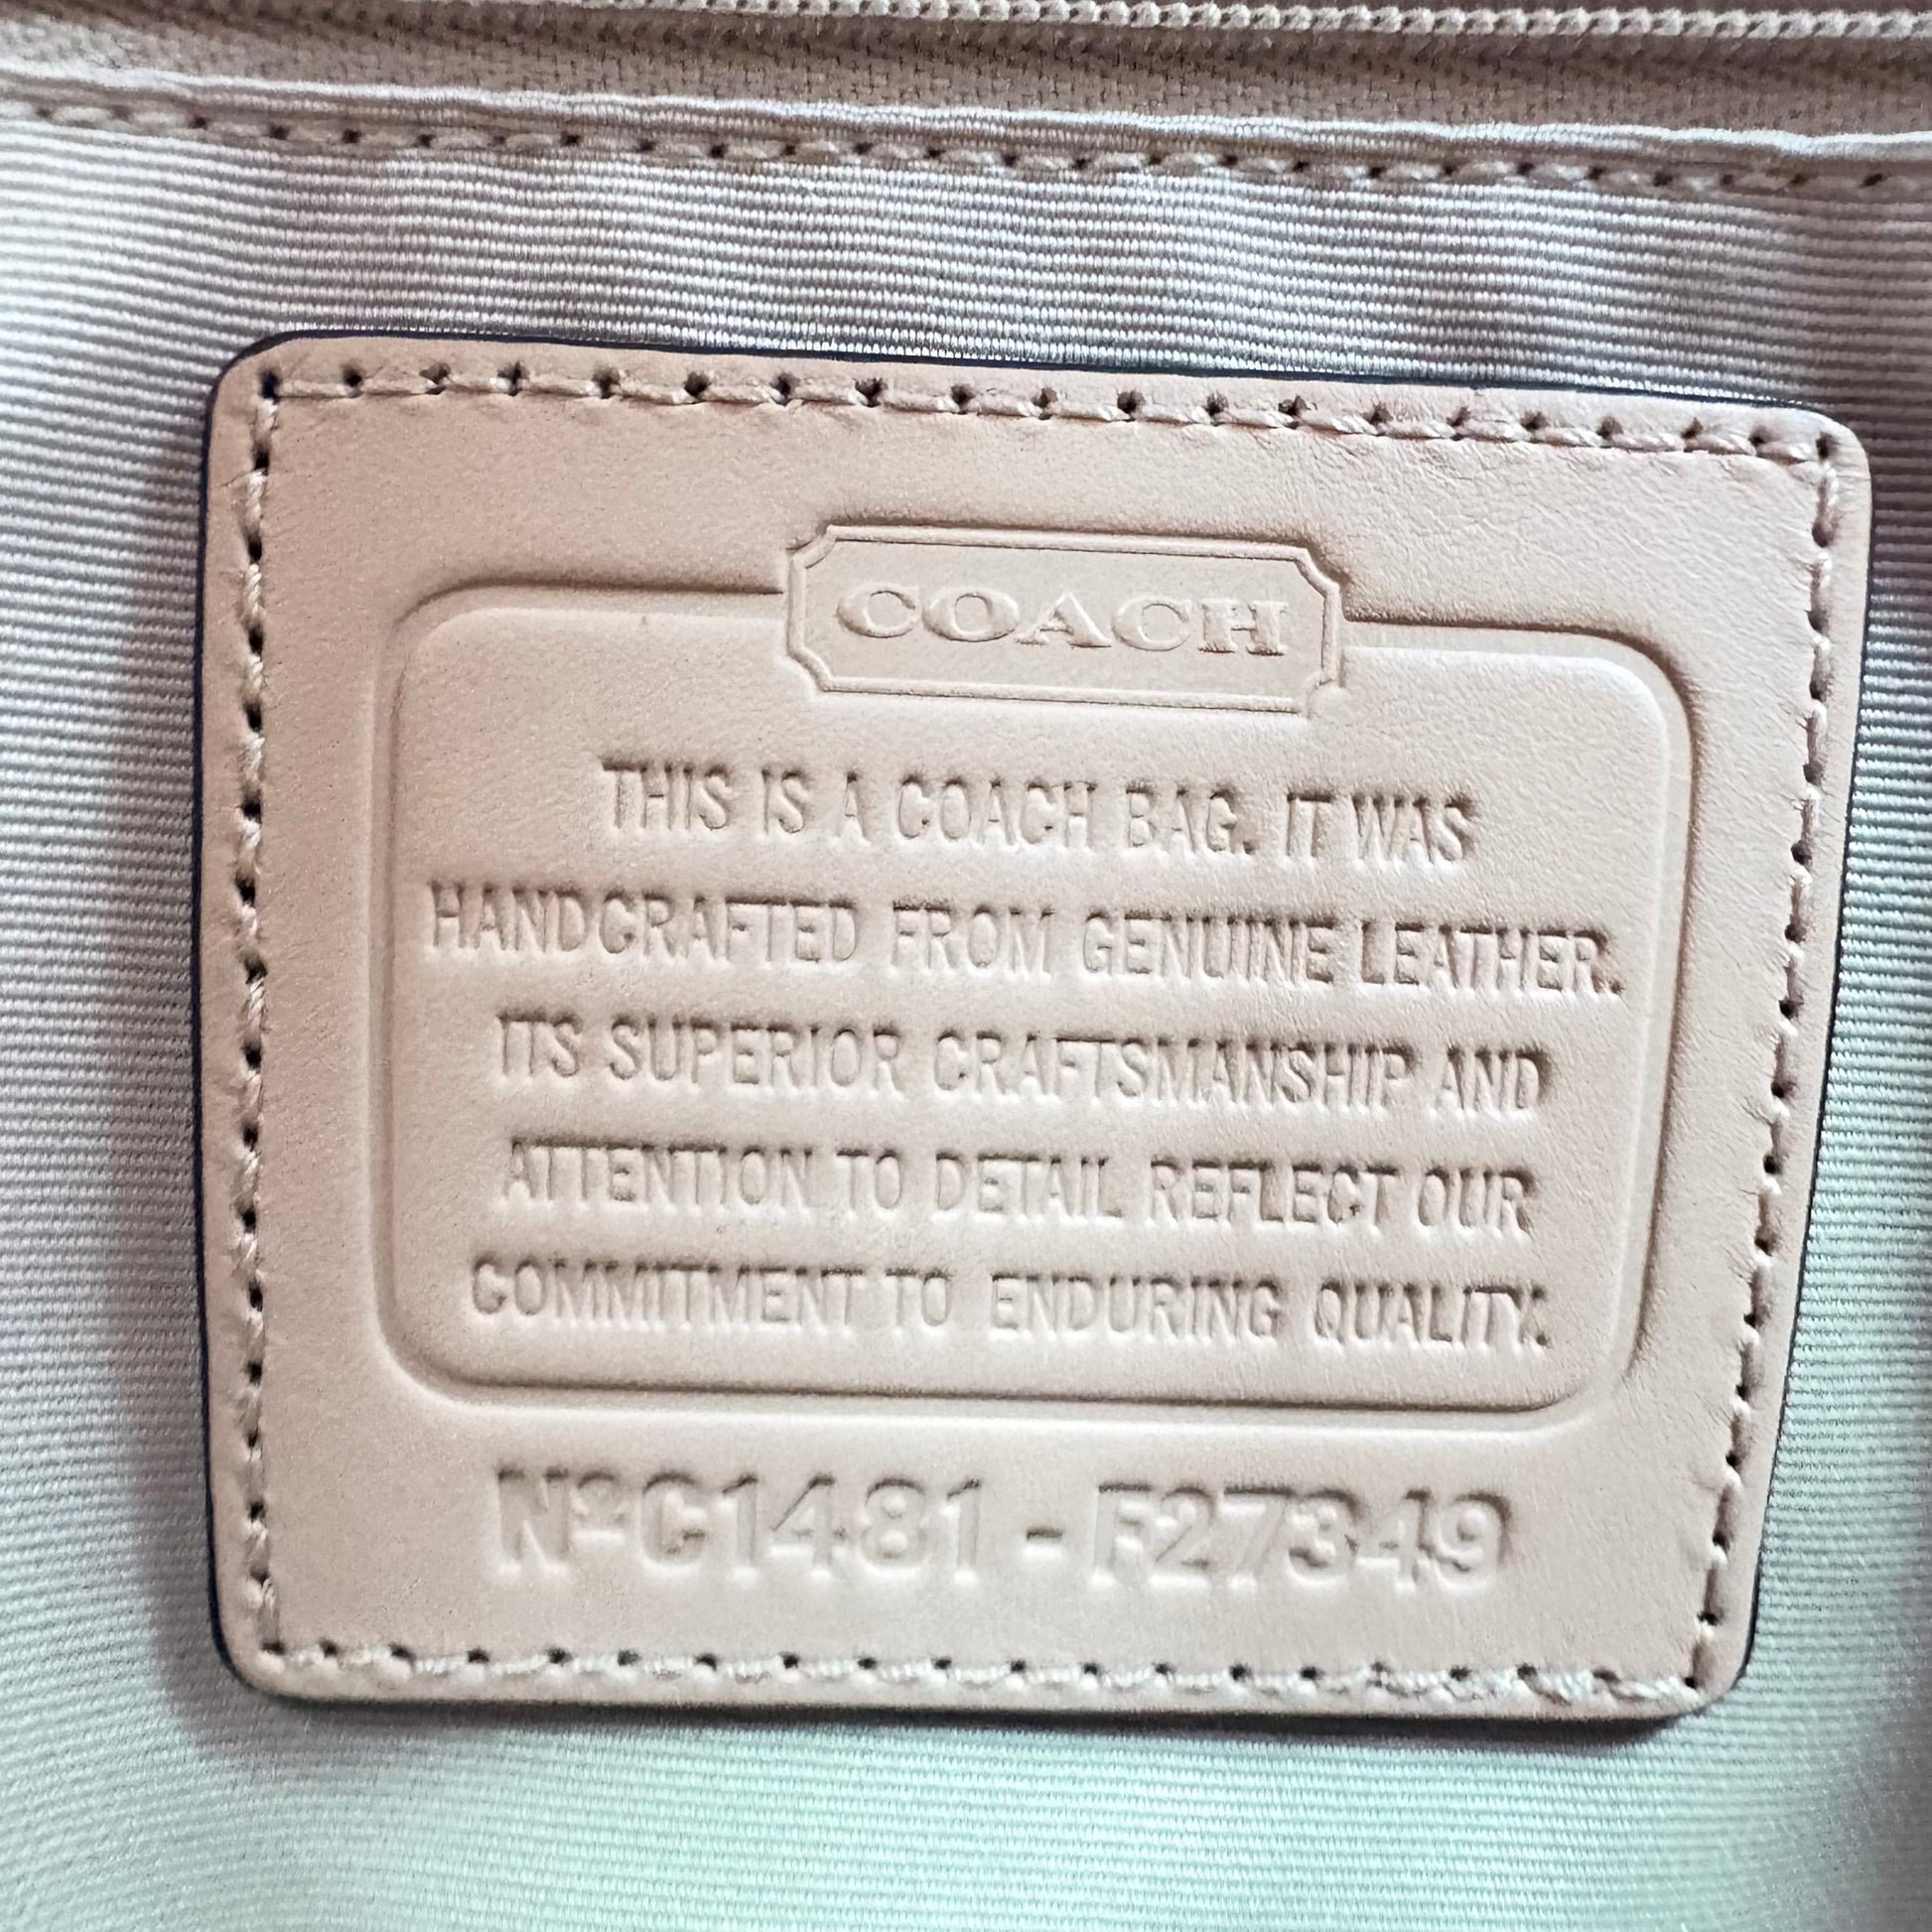 COACH
THIS IS A COACH BAG. IT WAS
HANDCRAFTED FROM GENUINE LEATHER.
ITS SUPERIOR CRAFTSMANSHIP AND
ATTENTION TO DETAIL REFLECT OUR
COMMITMENT TO ENDURING QUALITY.
Nº C1481 - F27349